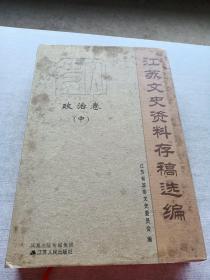 江苏文史资料存稿选编
政治卷
（中）
江苏省政协文史委员会 编
凤凰出版传媒集团
江苏人民出版社